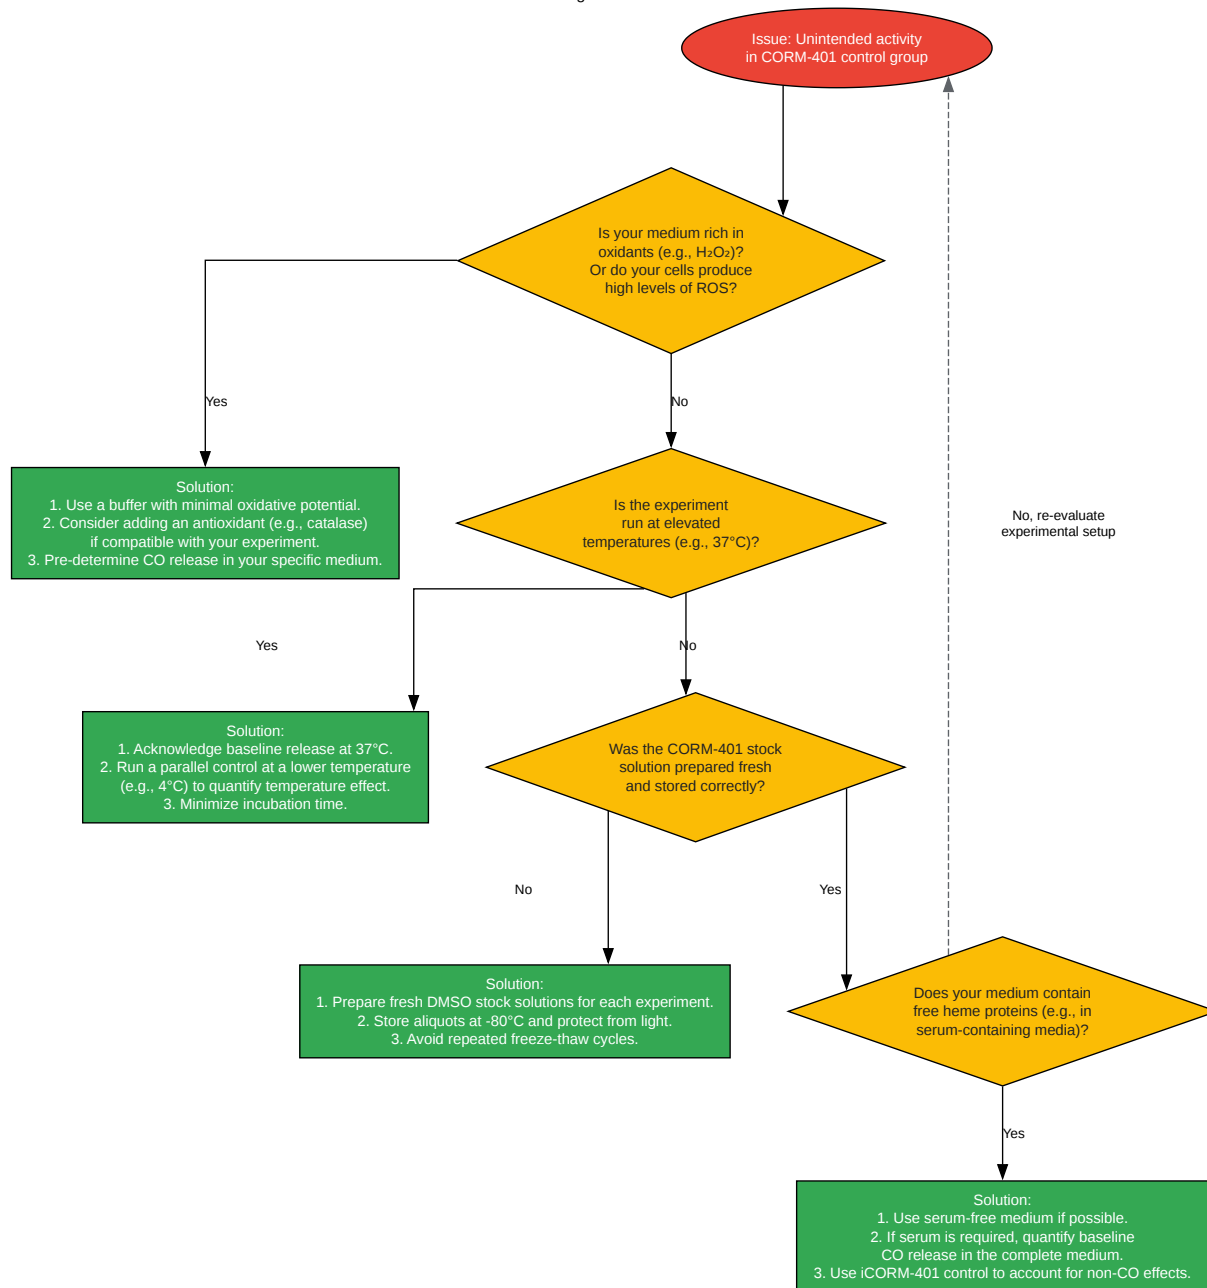 Issue: Unintended activity
in CORM-401 control group
Is your medium rich in
oxidants (e.g., H₂O₂)?
Or do your cells produce
high levels of ROS?
Yes
No
Solution:
1. Use a buffer with minimal oxidative potential.
2. Consider adding an antioxidant (e.g., catalase)
if compatible with your experiment.
3. Pre-determine CO release in your specific medium.
Is the experiment
run at elevated
temperatures (e.g., 37°C)?
No, re-evaluate
experimental setup
Yes
No
Solution:
1. Acknowledge baseline release at 37°C.
2. Run a parallel control at a lower temperature
(e.g., 4°C) to quantify temperature effect.
3. Minimize incubation time.
Was the CORM-401 stock
solution prepared fresh
and stored correctly?
No
Yes
Solution:
1. Prepare fresh DMSO stock solutions for each experiment.
2. Store aliquots at -80°C and protect from light.
3. Avoid repeated freeze-thaw cycles.
Does your medium contain
free heme proteins (e.g., in
serum-containing media)?
Yes
Solution:
1. Use serum-free medium if possible.
2. If serum is required, quantify baseline
CO release in the complete medium.
3. Use iCORM-401 control to account for non-CO effects.